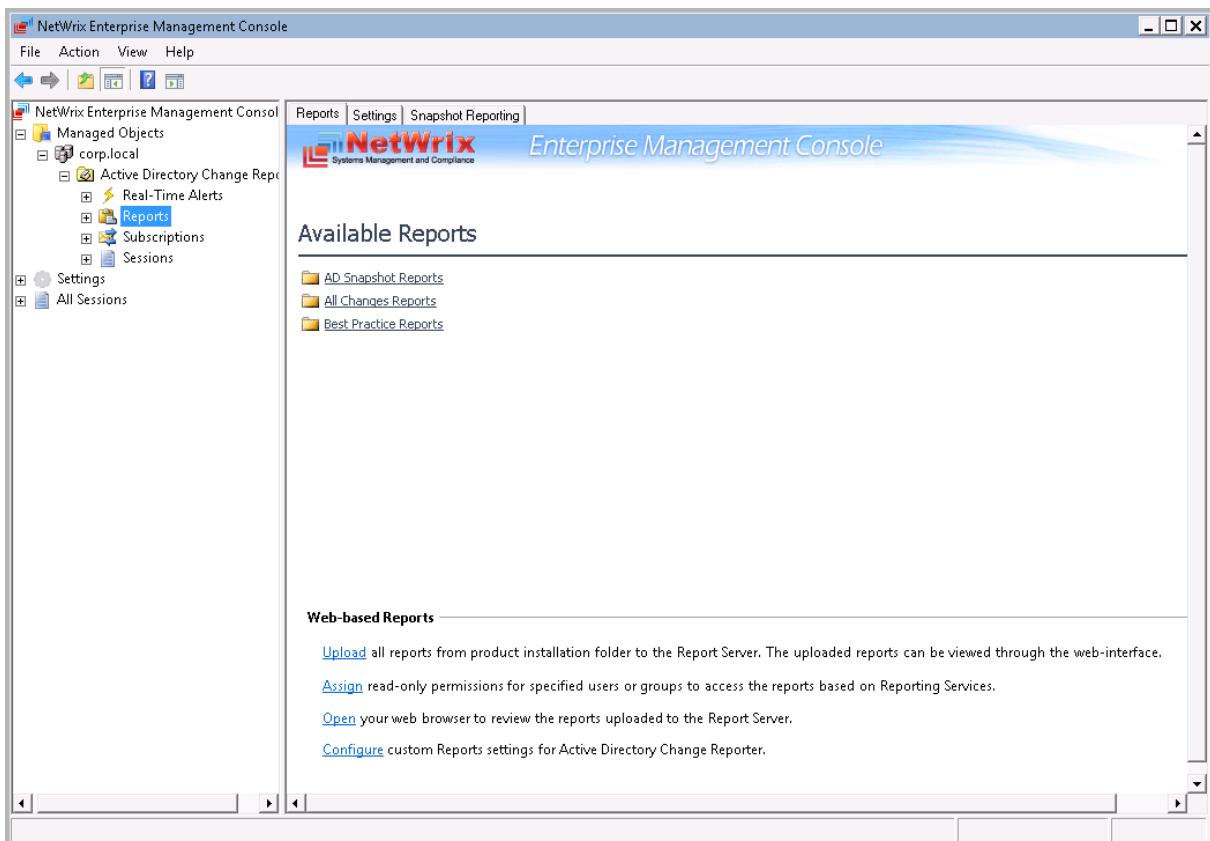 NetWrix Enterprise Management Console
File Action View Help
NetWrix Enterprise Management Consol
Managed Objects
corp.local
Active Directory Change Repo
Real-Time Alerts
Reports
Subscriptions
Sessions
Settings
All Sessions
Reports Settings Snapshot Reporting
NetWrix
Systems Management and Compliance
Enterprise Management Console
Available Reports
AD Snapshot Reports
All Changes Reports
Best Practice Reports
Web-based Reports
Upload all reports from product installation folder to the Report Server. The uploaded reports can be viewed through the web-interface.
Assign read-only permissions for specified users or groups to access the reports based on Reporting Services.
Open your web browser to review the reports uploaded to the Report Server.
Configure custom Reports settings for Active Directory Change Reporter.